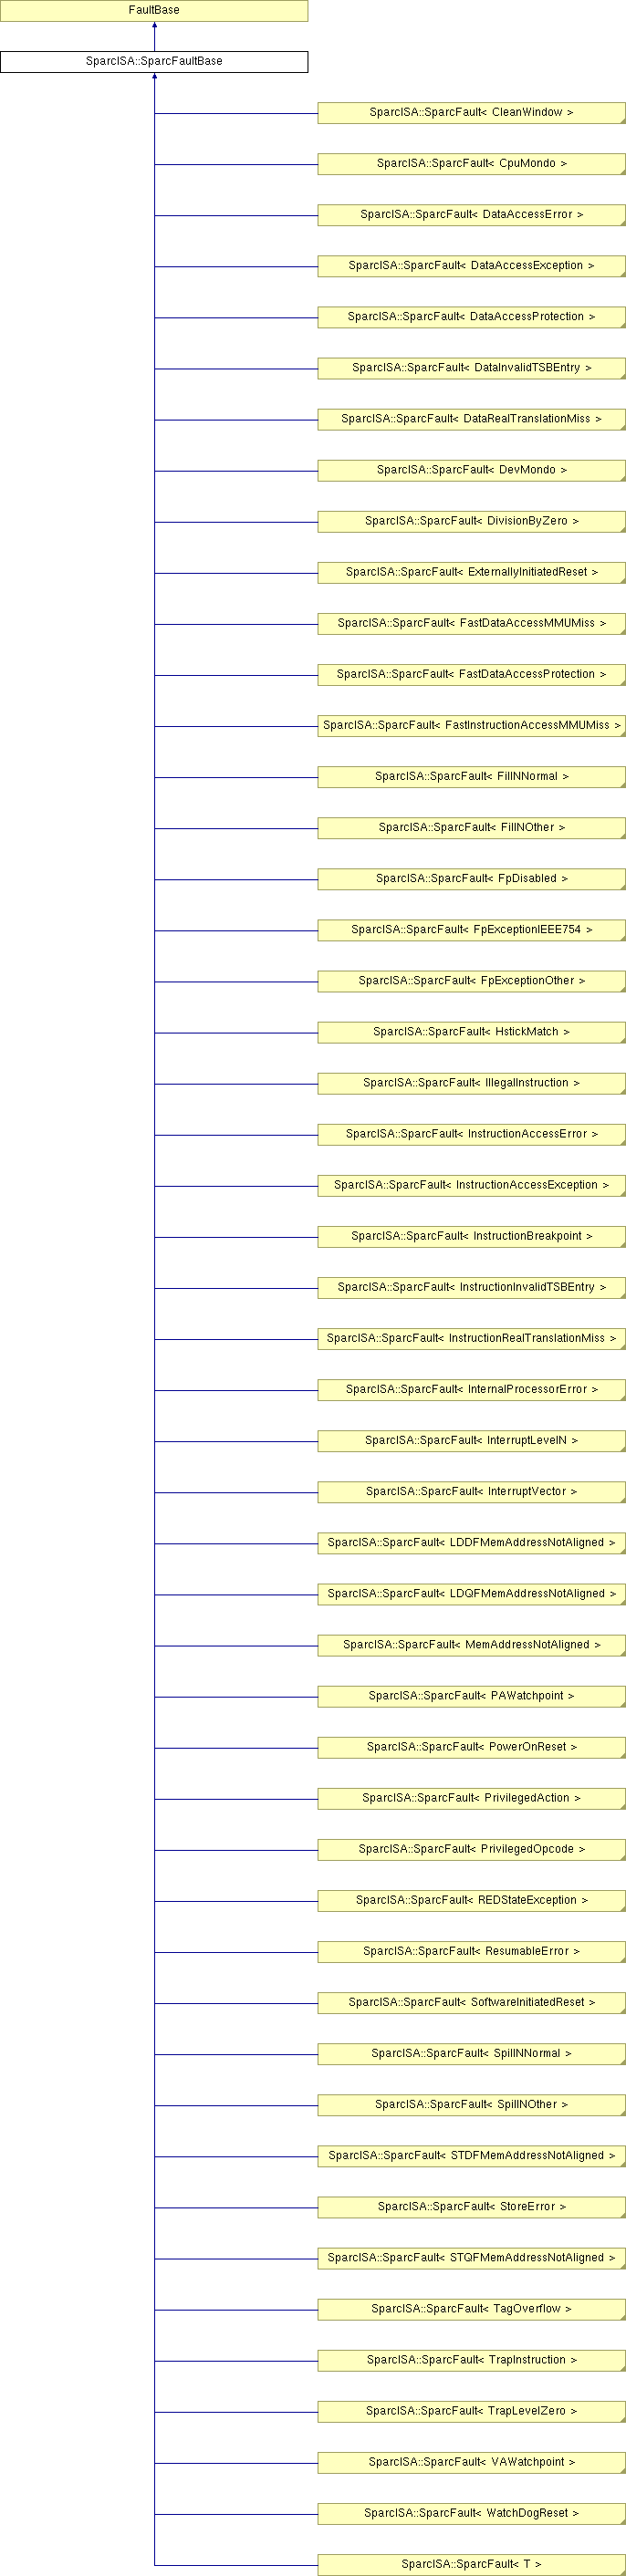 FaultBase
SparcISA::SparcFaultBase
SparcISA::SparcFault< CleanWindow >
SparcISA::SparcFault< CpuMondo >
SparcISA::SparcFault< DataAccessError >
SparcISA::SparcFault< DataAccessException >
SparcISA::SparcFault< DataAccessProtection >
SparcISA::SparcFault< DataInvalidTSBEntry >
SparcISA::SparcFault< DataRealTranslationMiss >
SparcISA::SparcFault< DevMondo >
SparcISA::SparcFault< DivisionByZero >
SparcISA::SparcFault< ExternallyInitiatedReset >
SparcISA::SparcFault< FastDataAccessMMUMiss >
SparcISA::SparcFault< FastDataAccessProtection >
SparcISA::SparcFault< FastInstructionAccessMMUMiss >
SparcISA::SparcFault< FillNNormal >
SparcISA::SparcFault< FillNOther >
SparcISA::SparcFault< FpDisabled >
SparcISA::SparcFault< FpExceptionIEEE754 >
SparcISA::SparcFault< FpExceptionOther >
SparcISA::SparcFault< HstickMatch >
SparcISA::SparcFault< IllegalInstruction >
SparcISA::SparcFault< InstructionAccessError >
SparcISA::SparcFault< InstructionAccessException >
SparcISA::SparcFault< InstructionBreakpoint >
SparcISA::SparcFault< InstructionInvalidTSBEntry >
SparcISA::SparcFault< InstructionRealTranslationMiss >
SparcISA::SparcFault< InternalProcessorError >
SparcISA::SparcFault< InterruptLevelN >
SparcISA::SparcFault< InterruptVector >
SparcISA::SparcFault< LDDFMemAddressNotAligned >
SparcISA::SparcFault< LDQFMemAddressNotAligned >
SparcISA::SparcFault< MemAddressNotAligned >
SparcISA::SparcFault< PAWatchpoint >
SparcISA::SparcFault< PowerOnReset >
SparcISA::SparcFault< PrivilegedAction >
SparcISA::SparcFault< PrivilegedOpcode >
SparcISA::SparcFault< REDStateException >
SparcISA::SparcFault< ResumableError >
SparcISA::SparcFault< SoftwareInitiatedReset >
SparcISA::SparcFault< SpillNNormal >
SparcISA::SparcFault< SpillNOther >
SparcISA::SparcFault< STDFMemAddressNotAligned >
SparcISA::SparcFault< StoreError >
SparcISA::SparcFault< STQFMemAddressNotAligned >
SparcISA::SparcFault< TagOverflow >
SparcISA::SparcFault< TrapInstruction >
SparcISA::SparcFault< TrapLevelZero >
SparcISA::SparcFault< VAWatchpoint >
SparcISA::SparcFault< WatchDogReset >
SparcISA::SparcFault< T >